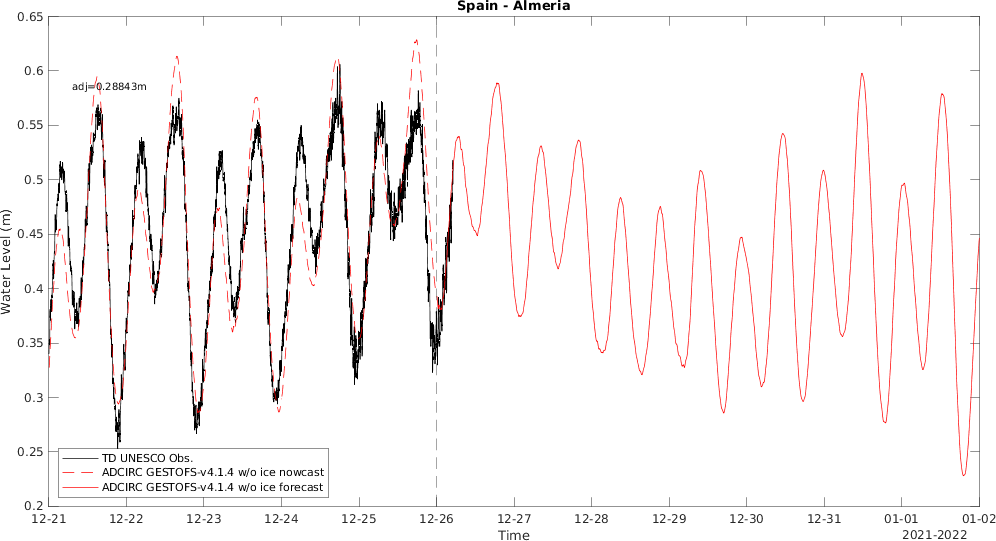 Spain - Almeria
0.65
0.6
0.55
0.5
0.45
0.4
0.35
0.3
0.25
0.2
Water Level (m)
adj=0.28843m
TD UNESCO Obs.
ADCIRC GESTOFS-v4.1.4 w/o ice nowcast
ADCIRC GESTOFS-v4.1.4 w/o ice forecast
12-21 12-22 12-23 12-24 12-25 12-26 12-27 12-28 12-29 12-30 12-31 01-01 01-02
Time
2021-2022